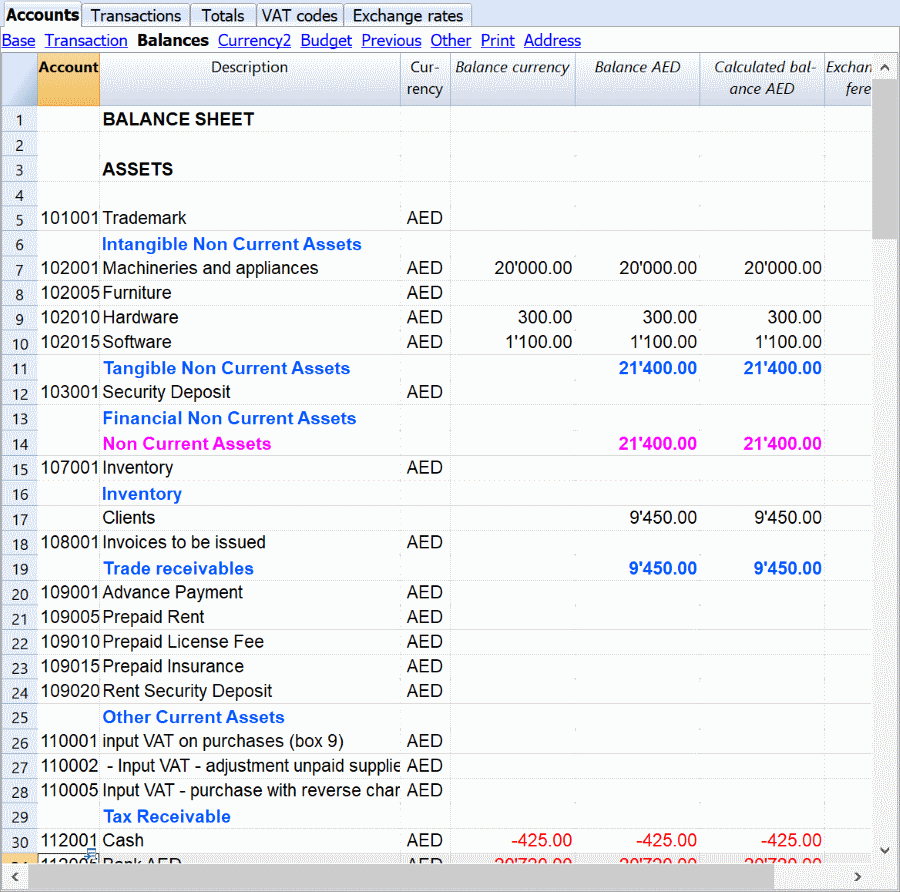 Accounts Transactions Totals VAT codes Exchange rates
Base Transaction Balances Currency2 Budget Previous Other Print Address
Account Description Cur-rency Balance currency Balance AED Calculated bal-ance AED Exchan fere
1 BALANCE SHEET
2
3 ASSETS
4
5 101001 Trademark AED
6 Intangible Non Current Assets
7 102001 Machineries and appliances AED 20'000.00 20'000.00 20'000.00
8 102005 Furniture AED
9 102010 Hardware AED 300.00 300.00 300.00
10 102015 Software AED 1'100.00 1'100.00 1'100.00
11 Tangible Non Current Assets 21'400.00 21'400.00
12 103001 Security Deposit AED
13 Financial Non Current Assets
14 Non Current Assets 21'400.00 21'400.00
15 107001 Inventory AED
16 Inventory
17 Clients 9'450.00 9'450.00
18 108001 Invoices to be issued AED
19 Trade receivables 9'450.00 9'450.00
20 109001 Advance Payment AED
21 109005 Prepaid Rent AED
22 109010 Prepaid License Fee AED
23 109015 Prepaid Insurance AED
24 109020 Rent Security Deposit AED
25 Other Current Assets
26 110001 input VAT on purchases (box 9) AED
27 110002 - Input VAT - adjustment unpaid supplie AED
28 110005 Input VAT - purchase with reverse char AED
29 Tax Receivable
30 112001 Cash AED -425.00 -425.00 -425.00
Bank AED AED